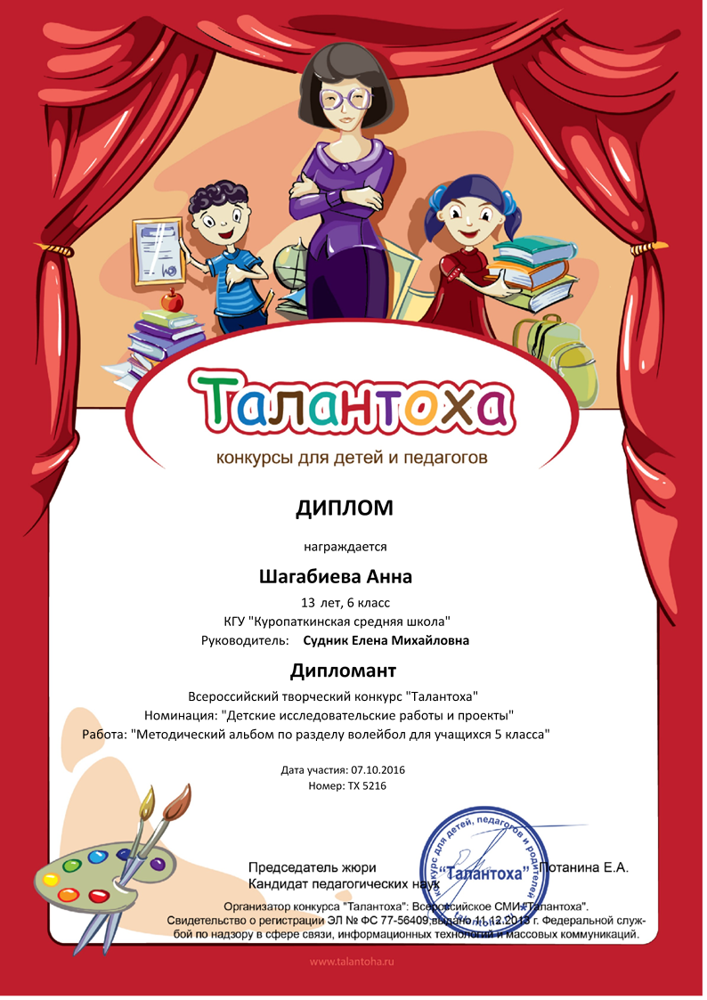 Талантоха
конкурсы для детей и педагогов
ДИПЛОМ
награждается
Шагабиева Анна
13 лет, 6 класс
КГУ "Куропаткинская средняя школа"
Руководитель: Судник Елена Михайловна
Дипломант
Всероссийский творческий конкурс "Талантоха"
Номинация: "Детские исследовательские работы и проекты"
Работа: "Методический альбом по разделу волейбол для учащихся 5 класса"
Дата участия: 07.10.2016
Номер: TX 5216
конкурс для детей, педагогов и родителей
"Талантоха"
Председатель жюри Потанина Е.А.
Кандидат педагогических наук
Организатор конкурса "Талантоха": Всероссийское СМИ "Талантоха".
Свидетельство о регистрации ЭЛ № ФС 77-56409,выдано 11.12.2013 г. Федеральной служ-
бой по надзору в сфере связи, информационных технологий и массовых коммуникаций.
www.talantoha.ru